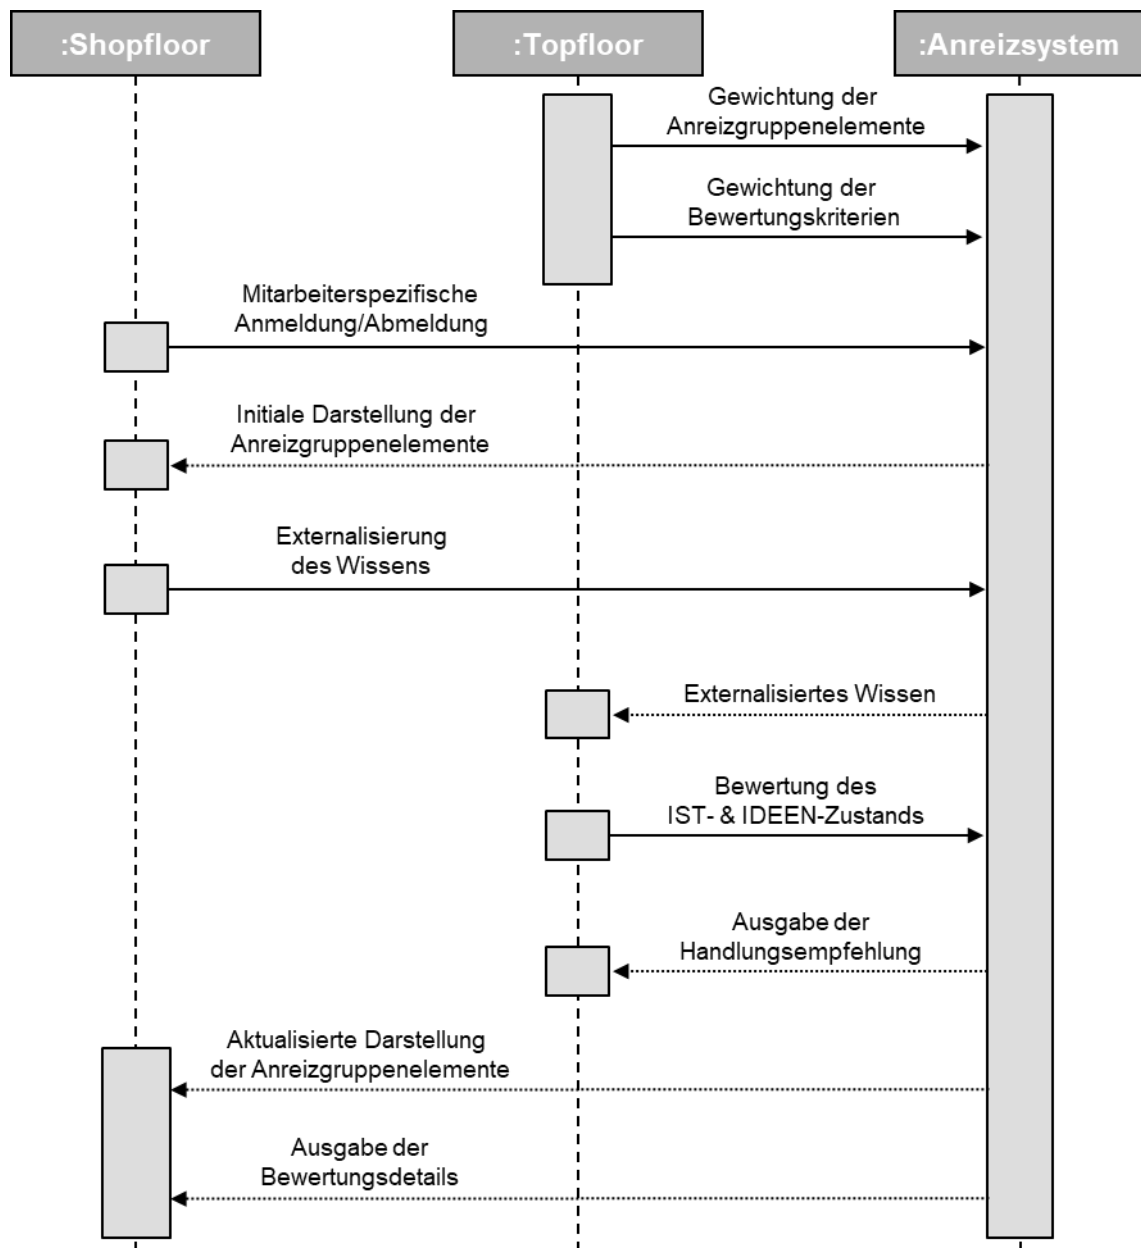 :Shopfloor
:Topfloor
:Anreizsystem
Gewichtung der
Anreizgruppenelemente
Gewichtung der
Bewertungskriterien
Mitarbeiterspezifische
Anmeldung/Abmeldung
Initiale Darstellung der
Anreizgruppenelemente
Externalisierung
des Wissens
Externalisiertes Wissen
Bewertung des
IST- & IDEEN-Zustands
Ausgabe der
Handlungsempfehlung
Aktualisierte Darstellung
der Anreizgruppenelemente
Ausgabe der
Bewertungsdetails